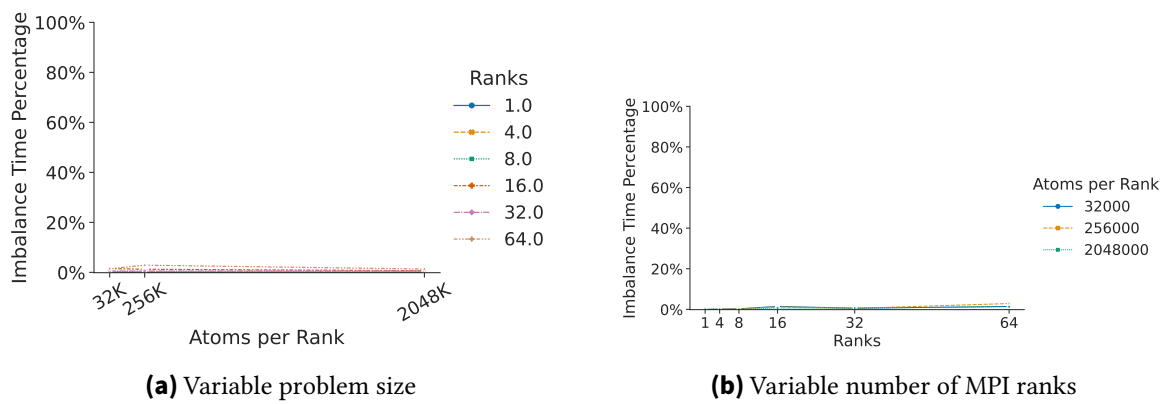 Imbalance Time Percentage
100%
80%
60%
40%
20%
0%
32K
256K
2048K
Atoms per Rank
Ranks
1.0
4.0
8.0
16.0
32.0
64.0
(a) Variable problem size
Imbalance Time Percentage
100%
80%
60%
40%
20%
0%
1 4 8 16 32 64
Ranks
Atoms per Rank
32000
256000
2048000
(b) Variable number of MPI ranks